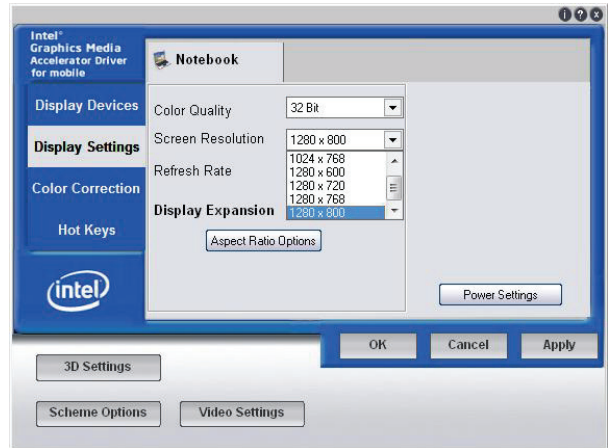 Intel®
Graphics Media
Accelerator Driver
for mobile
Notebook
Display Devices
Display Settings
Color Correction
Hot Keys
intel
Color Quality
32 Bit
Screen Resolution
1280 x 800
1024 x 768
1280 x 600
1280 x 720
1280 x 768
1280 x 800
Refresh Rate
Display Expansion
Aspect Ratio Options
Power Settings
OK
Cancel
Apply
3D Settings
Scheme Options
Video Settings